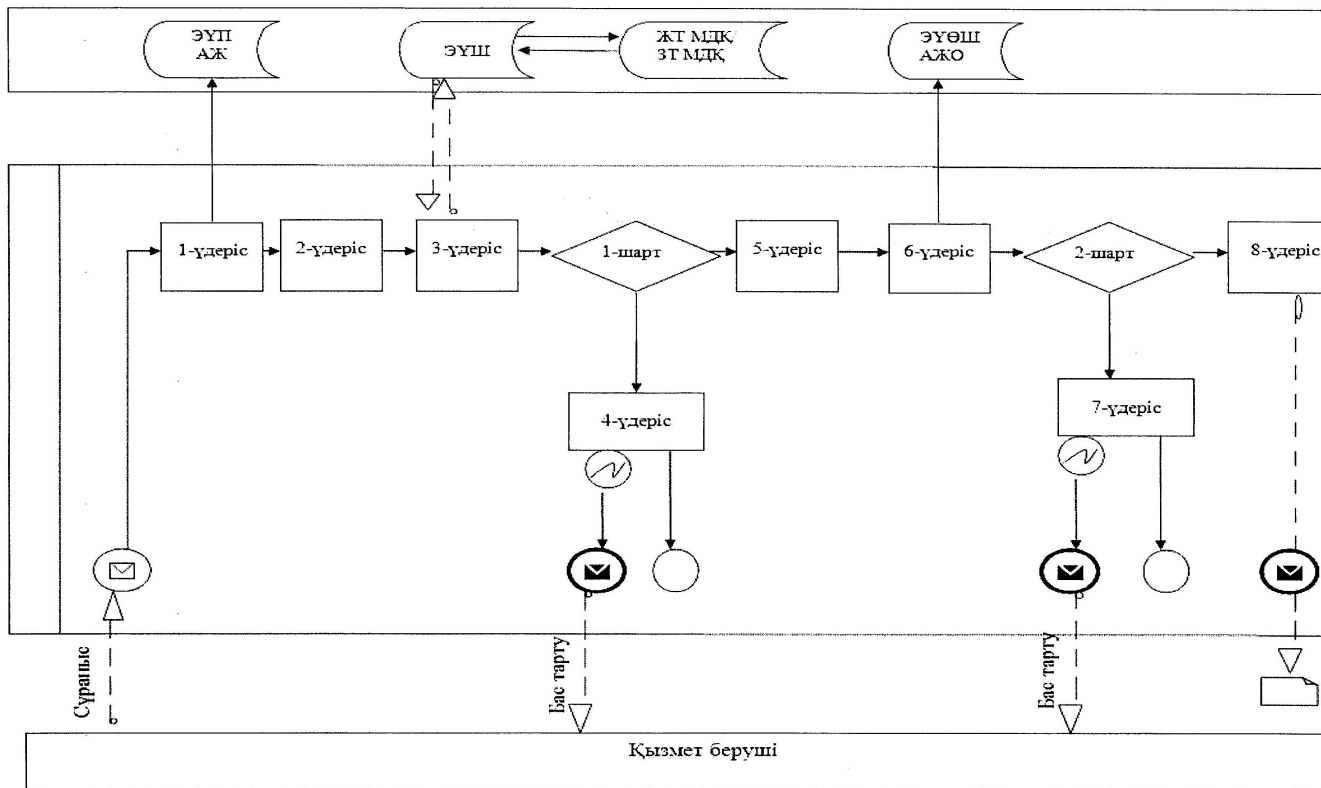 ЭҮП
АЖ
ЭҮШ
ЖТ МДҚ
ЗТ МДҚ
ЭҮӨШ
АЖО
1-үдеріс
2-үдеріс
3-үдеріс
1-шарт
5-үдеріс
6-үдеріс
2-шарт
8-үдеріс
4-үдеріс
7-үдеріс
Сұраныс
Бас тарту
Бас тарту
Қызмет беруші